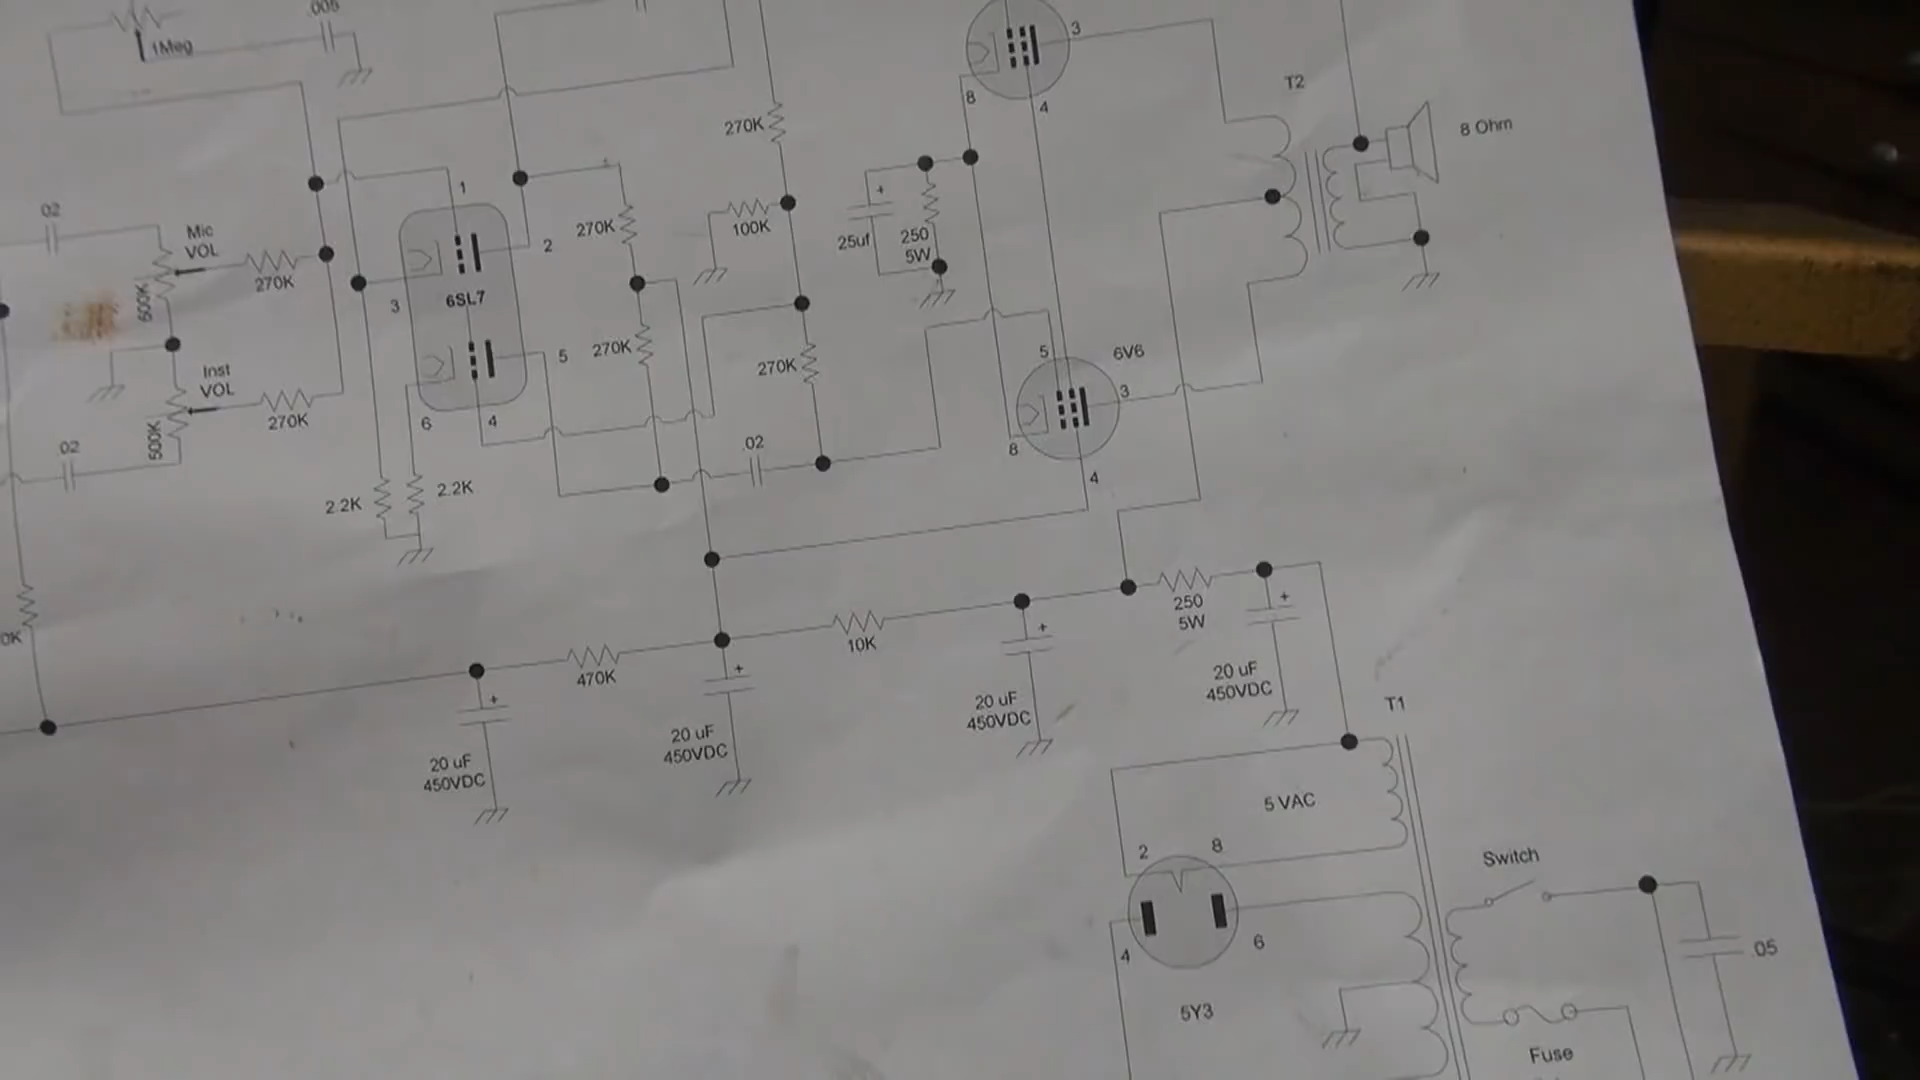 .005
1Meg
3
T2
8 Ohm
8
4
270K
02
Mic
VOL
1
270K
100K
+
25uf
250
5W
2
500K
270K
3
6SL7
270K
5
270K
5
6V6
3
Inst
VOL
500K
270K
6
4
02
.02
8
4
2.2K
2.2K
0K
470K
10K
250
5W
+
+
+
+
20 uF
450VDC
20 uF
450VDC
20 uF
450VDC
20 uF
450VDC
T1
5 VAC
2
8
Switch
4
6
.05
5Y3
Fuse